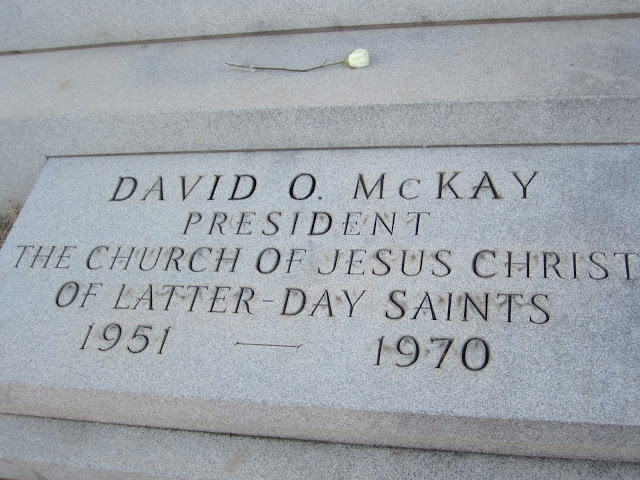 DAVID O. McKAY
PRESIDENT
THE CHURCH OF JESUS CHRIST
OF LATTER-DAY SAINTS
1951 — 1970